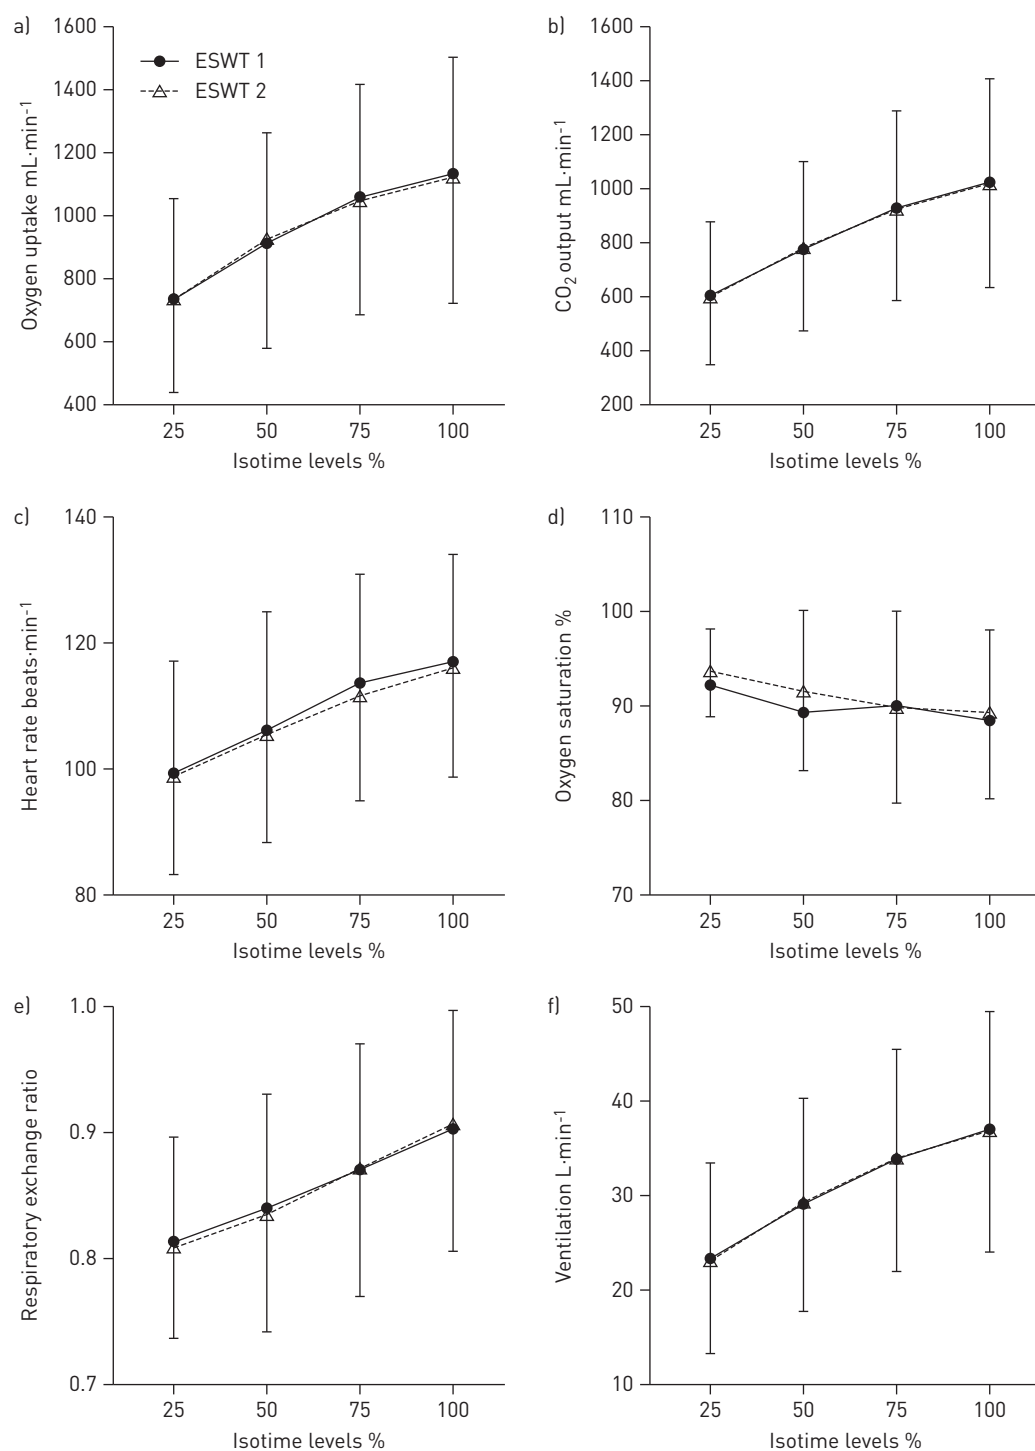 a)
1600
1400
1200
1000
800
600
400
Oxygen uptake mL·min⁻¹
ESWT 1
ESWT 2
25 50 75 100
Isotime levels %
b)
1600
1400
1200
1000
800
600
400
200
CO₂ output mL·min⁻¹
25 50 75 100
Isotime levels %
c)
140
120
100
80
Heart rate beats·min⁻¹
25 50 75 100
Isotime levels %
d)
110
100
90
80
70
Oxygen saturation %
25 50 75 100
Isotime levels %
e)
1.0
0.9
0.8
0.7
Respiratory exchange ratio
25 50 75 100
Isotime levels %
f)
50
40
30
20
10
Ventilation L·min⁻¹
25 50 75 100
Isotime levels %